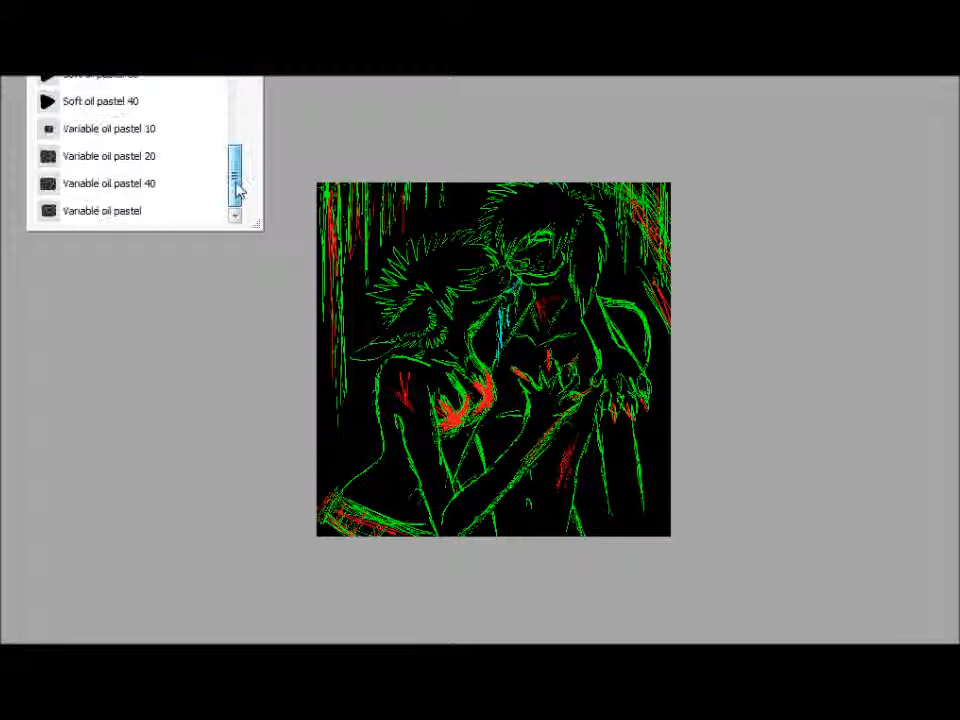 Soft oil pastel 40
Variable oil pastel 10
Variable oil pastel 20
Variable oil pastel 40
Variable oil pastel